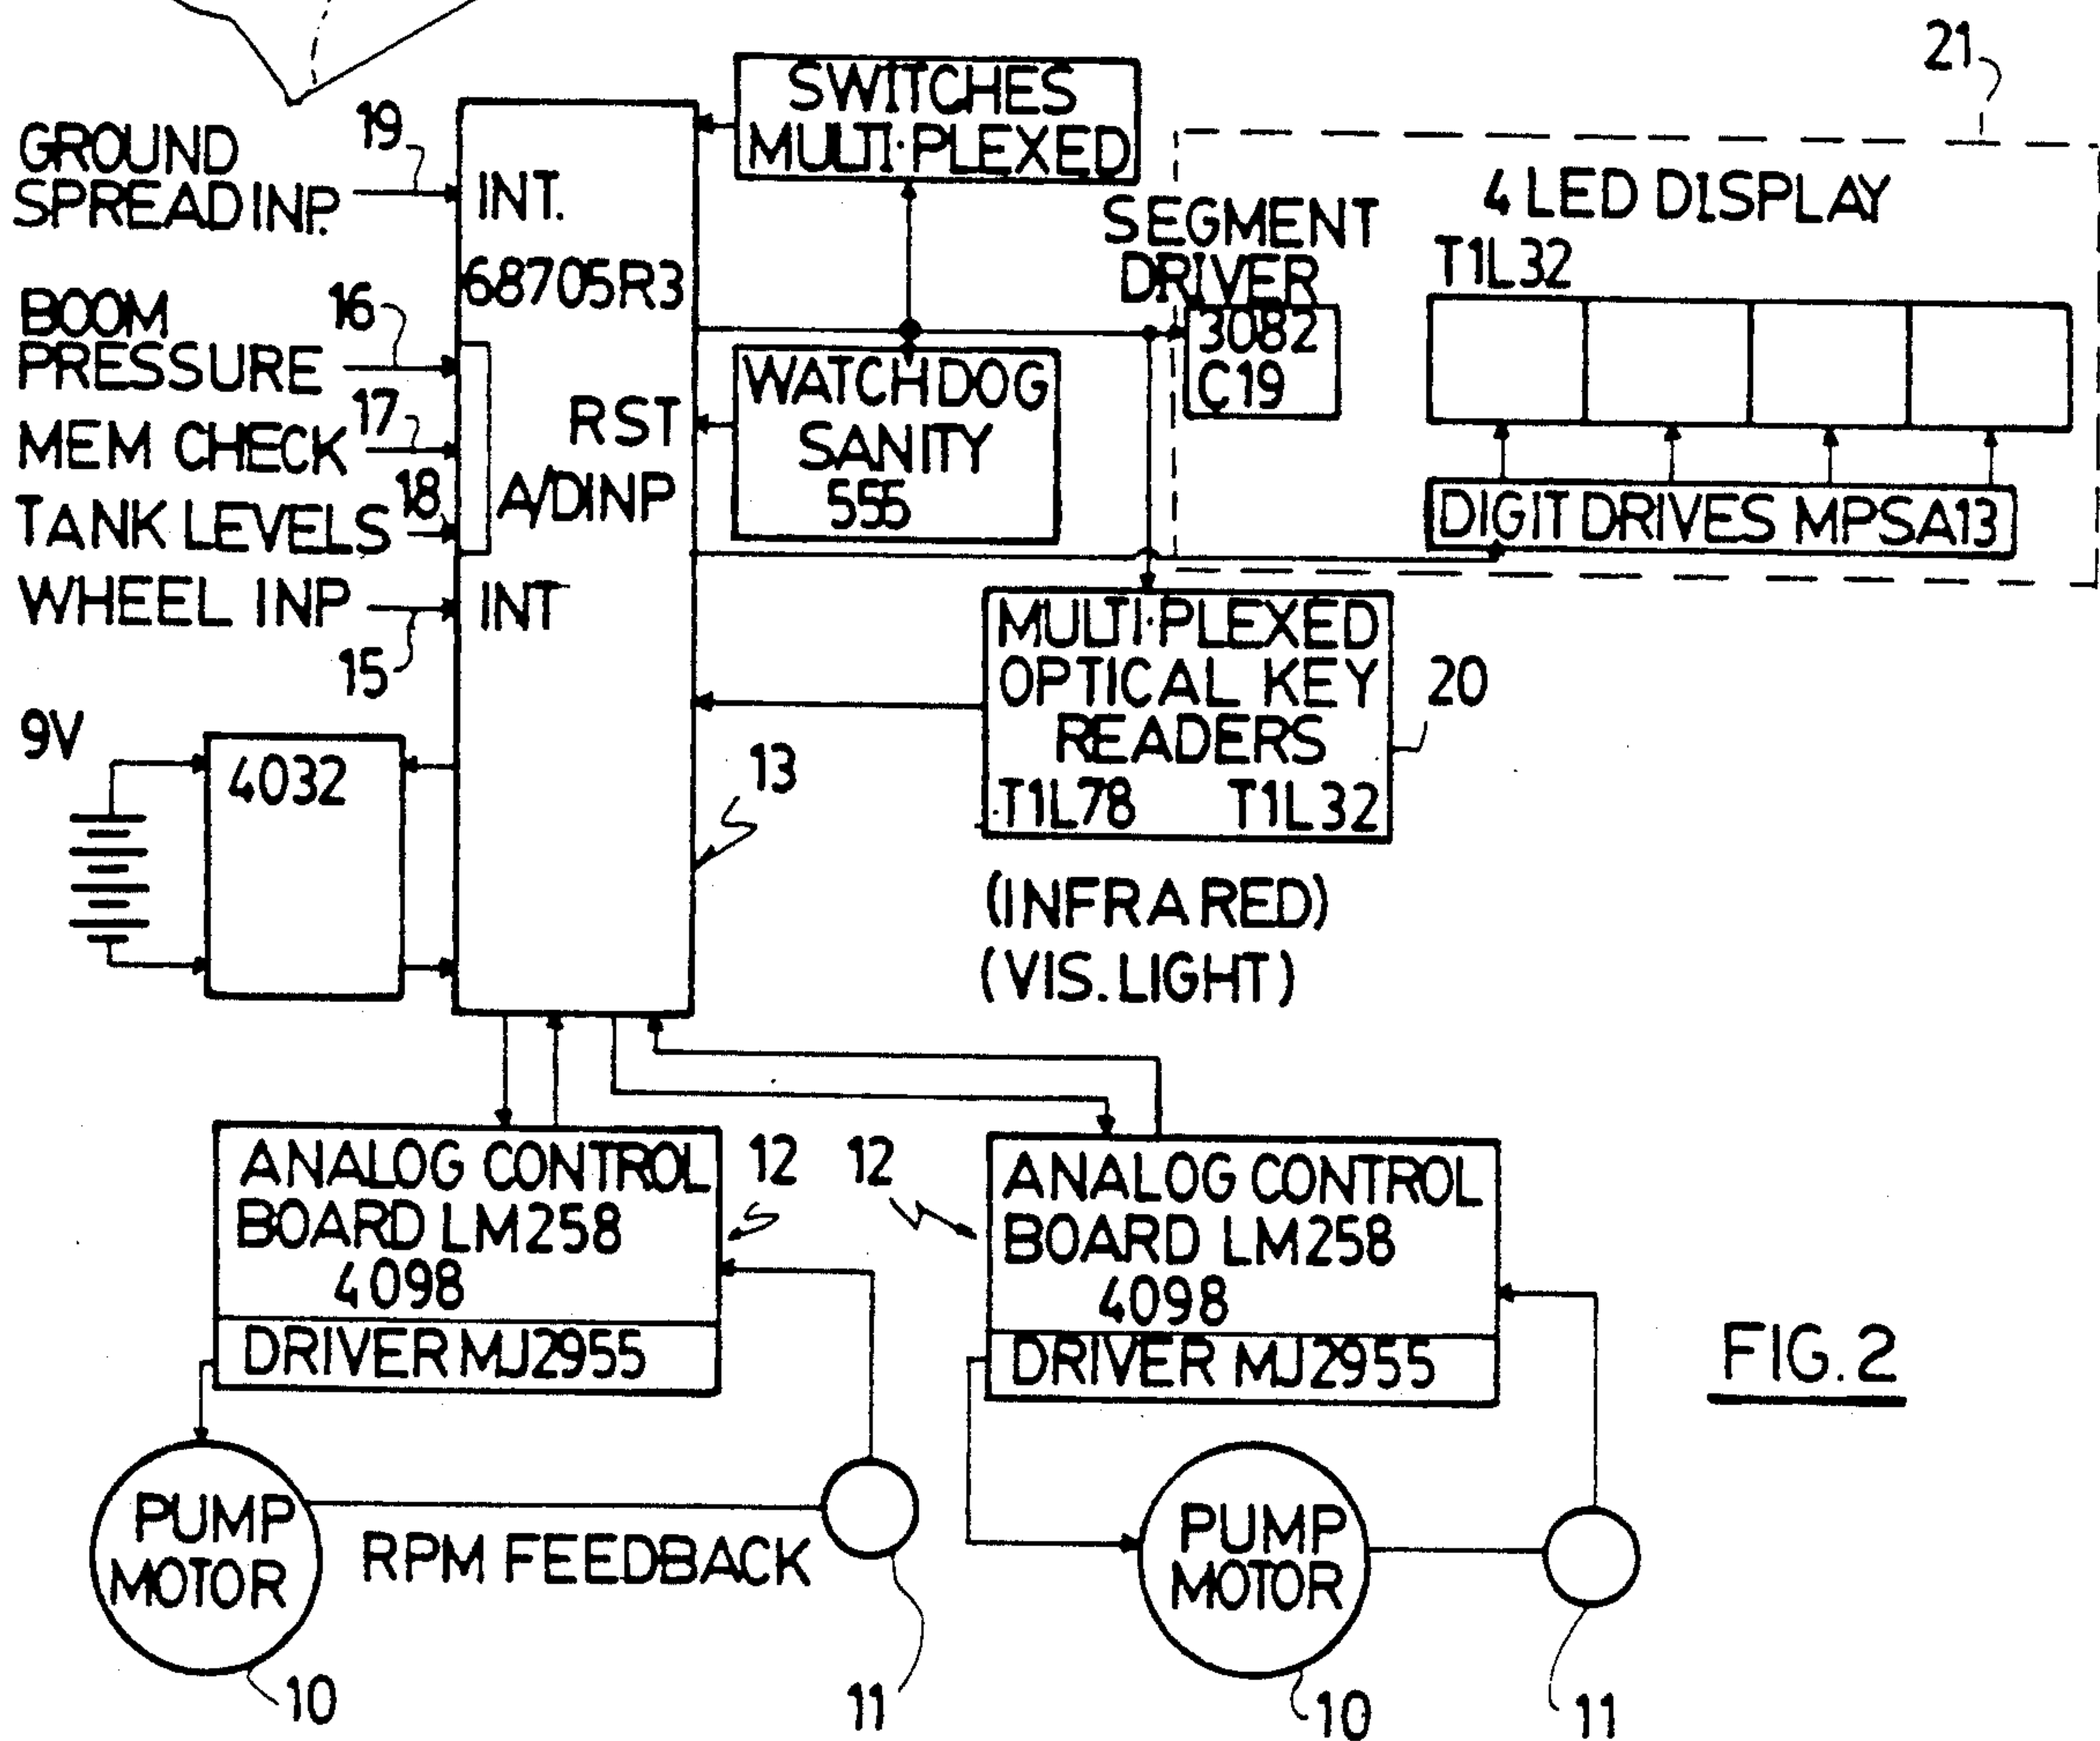 21
SWITCHES
MULTI·PLEXED
GROUND
SPREAD INP.
19
INT.
68705R3
SEGMENT
DRIVER
3082
C19
4 LED DISPLAY
T1L32
DIGIT DRIVES MPSA13
BOOM
PRESSURE
16
MEM CHECK
17
TANK LEVELS
18
RST
A/DINP
WATCHDOG
SANITY
555
WHEEL INP
15
INT
MULTI·PLEXED
OPTICAL KEY
READERS
T1L78 T1L32
20
(INFRARED)
(VIS. LIGHT)
9V
4032
13
ANALOG CONTROL
BOARD LM258
4098
DRIVER MJ2955
12
12
ANALOG CONTROL
BOARD LM258
4098
DRIVER MJ2955
FIG. 2
PUMP
MOTOR
RPM FEEDBACK
PUMP
MOTOR
10
11
10
11